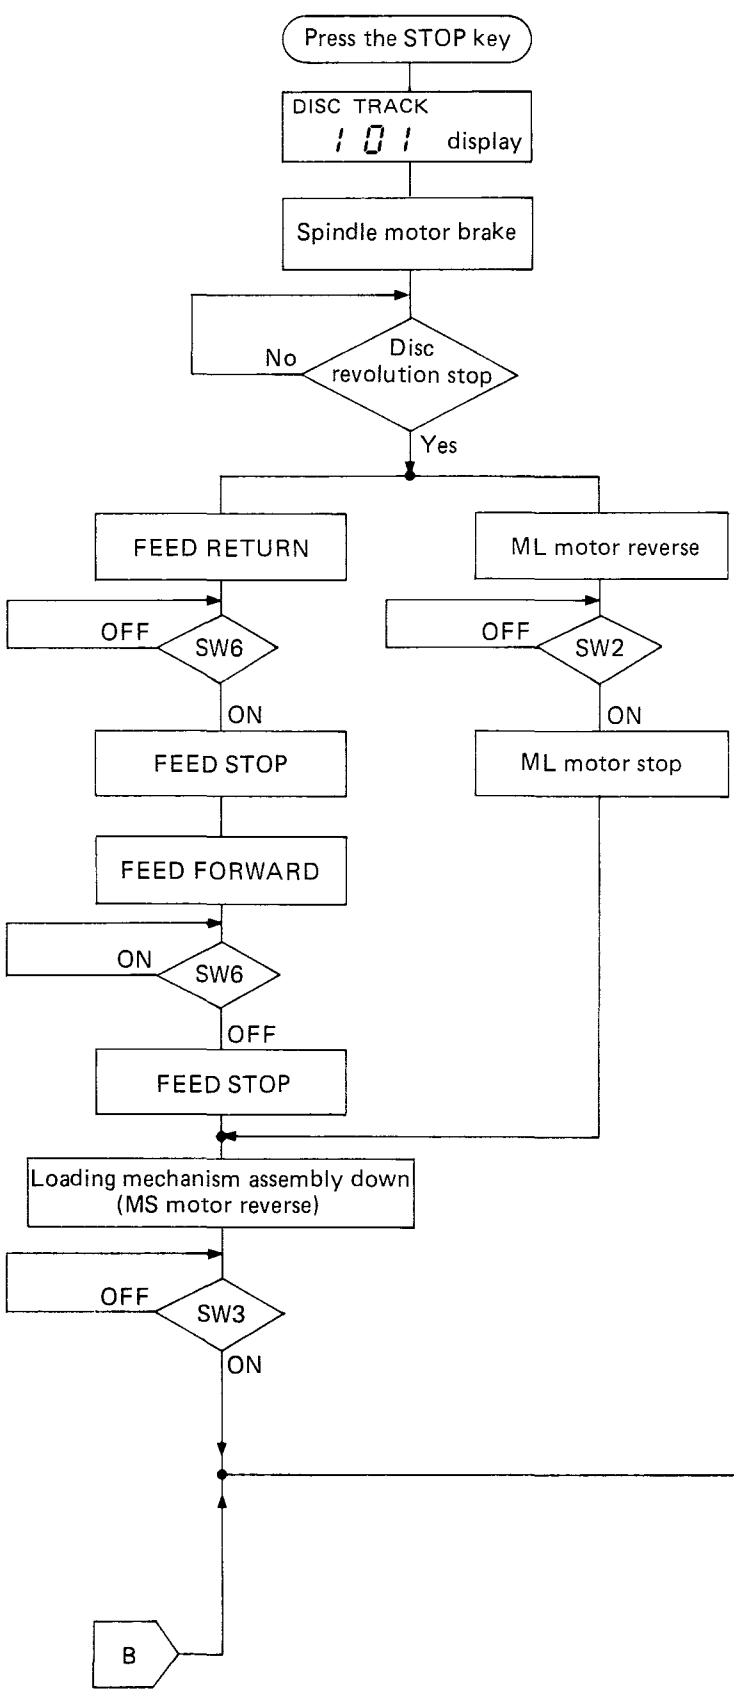 Press the STOP key
DISC TRACK
101 display
Spindle motor brake
Disc
revolution stop
No
Yes
FEED RETURN
ML motor reverse
OFF
SW6
OFF
SW2
ON
ON
FEED STOP
ML motor stop
FEED FORWARD
ON
SW6
OFF
FEED STOP
Loading mechanism assembly down
(MS motor reverse)
OFF
SW3
ON
B